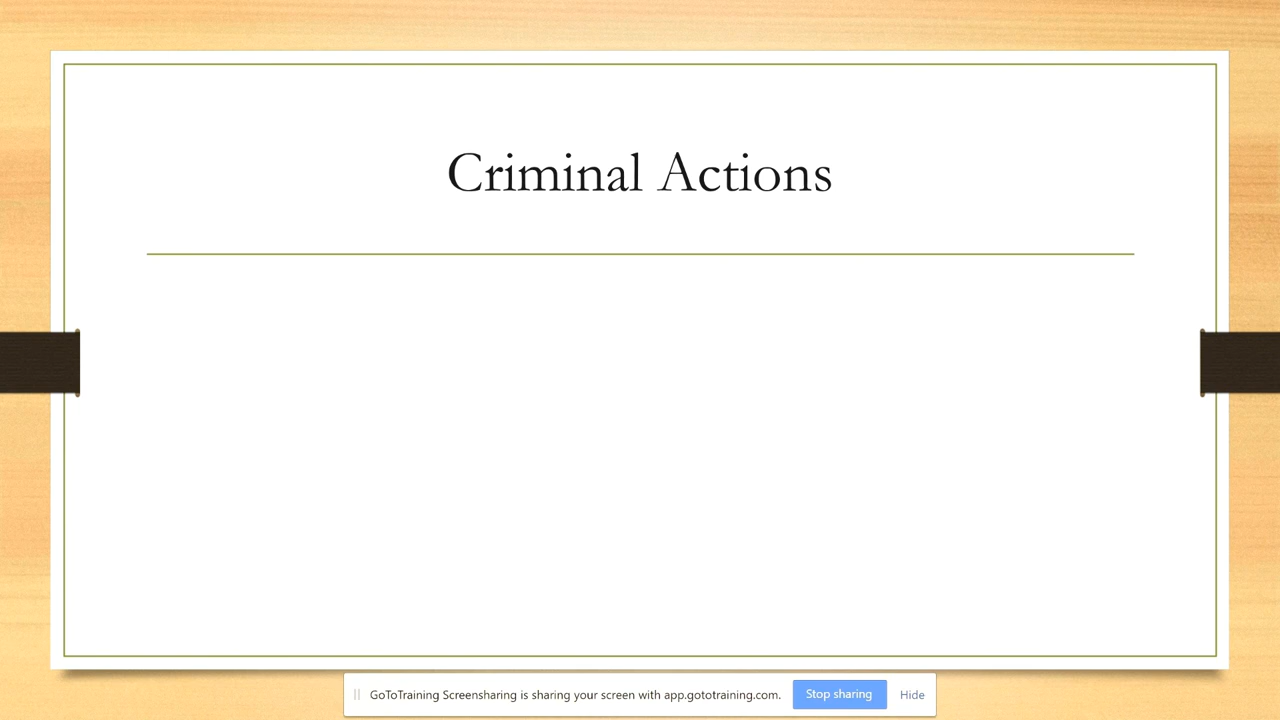 Criminal Actions
GoToTraining Screensharing is sharing your screen with app.gototraining.com.
Stop sharing
Hide